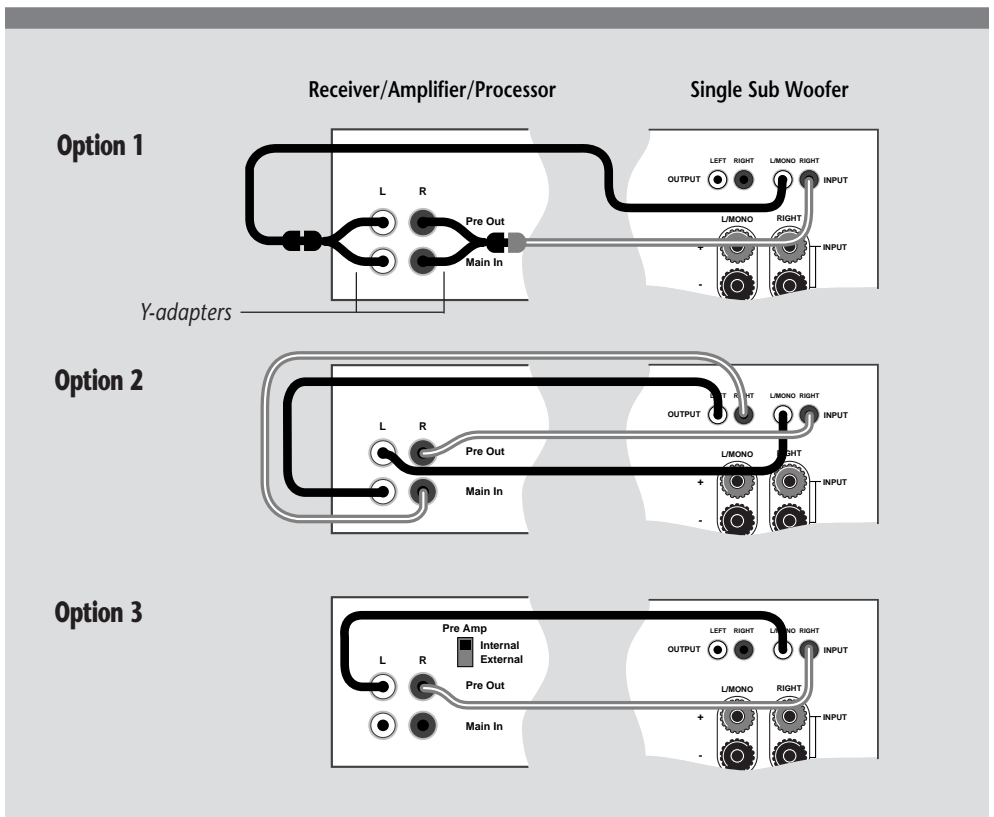 Receiver/Amplifier/Processor
Single Sub Woofer
Option 1
LEFT RIGHT L/MONO RIGHT
OUTPUT INPUT
L R
Pre Out
Main In
L/MONO RIGHT
+ INPUT
-
Y-adapters
Option 2
RIGHT L/MONO RIGHT
OUTPUT INPUT
L R
Pre Out
Main In
L/MONO
+ INPUT
-
Option 3
Pre Amp
Internal
External
LEFT RIGHT RIGHT
OUTPUT INPUT
L R
Pre Out
Main In
L/MONO RIGHT
+ INPUT
-